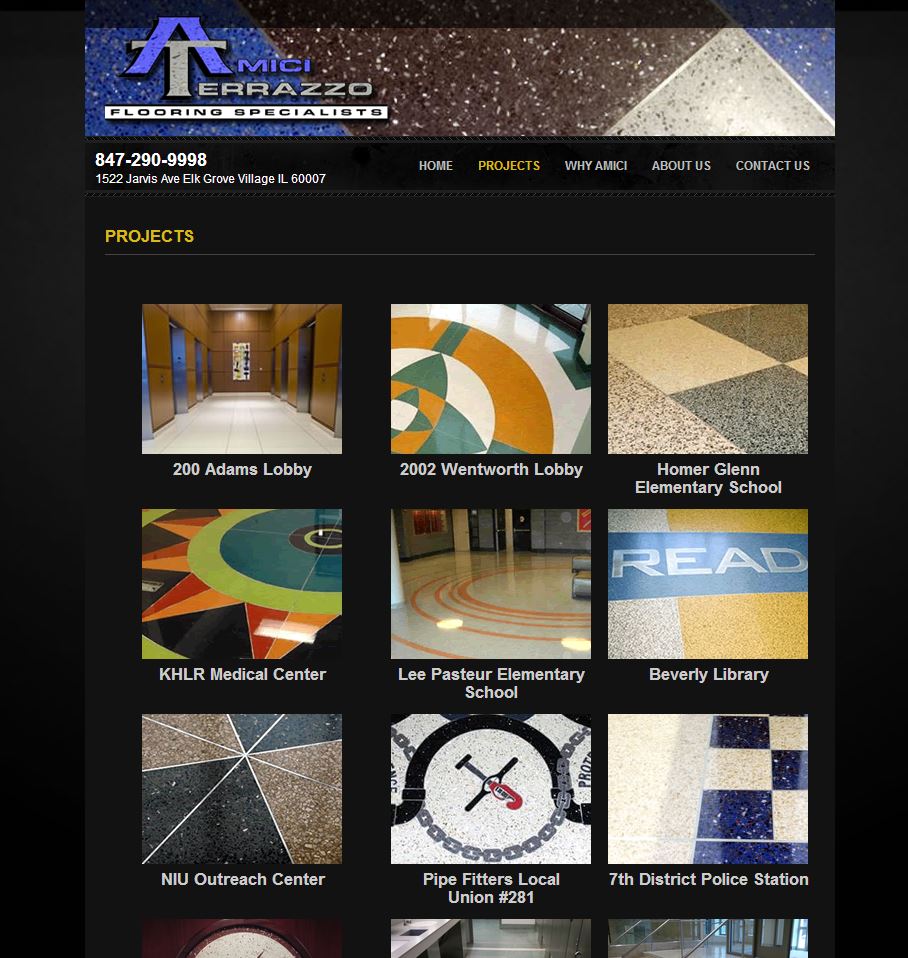 AMICI
TERRAZZO
FLOORING SPECIALISTS
847-290-9998
1522 Jarvis Ave Elk Grove Village IL 60007
HOME PROJECTS WHY AMICI ABOUT US CONTACT US
PROJECTS
200 Adams Lobby
2002 Wentworth Lobby
Homer Glenn
Elementary School
READ
KHLR Medical Center
Lee Pasteur Elementary
School
Beverly Library
NCE
PROT
NIU Outreach Center
Pipe Fitters Local
Union #281
7th District Police Station